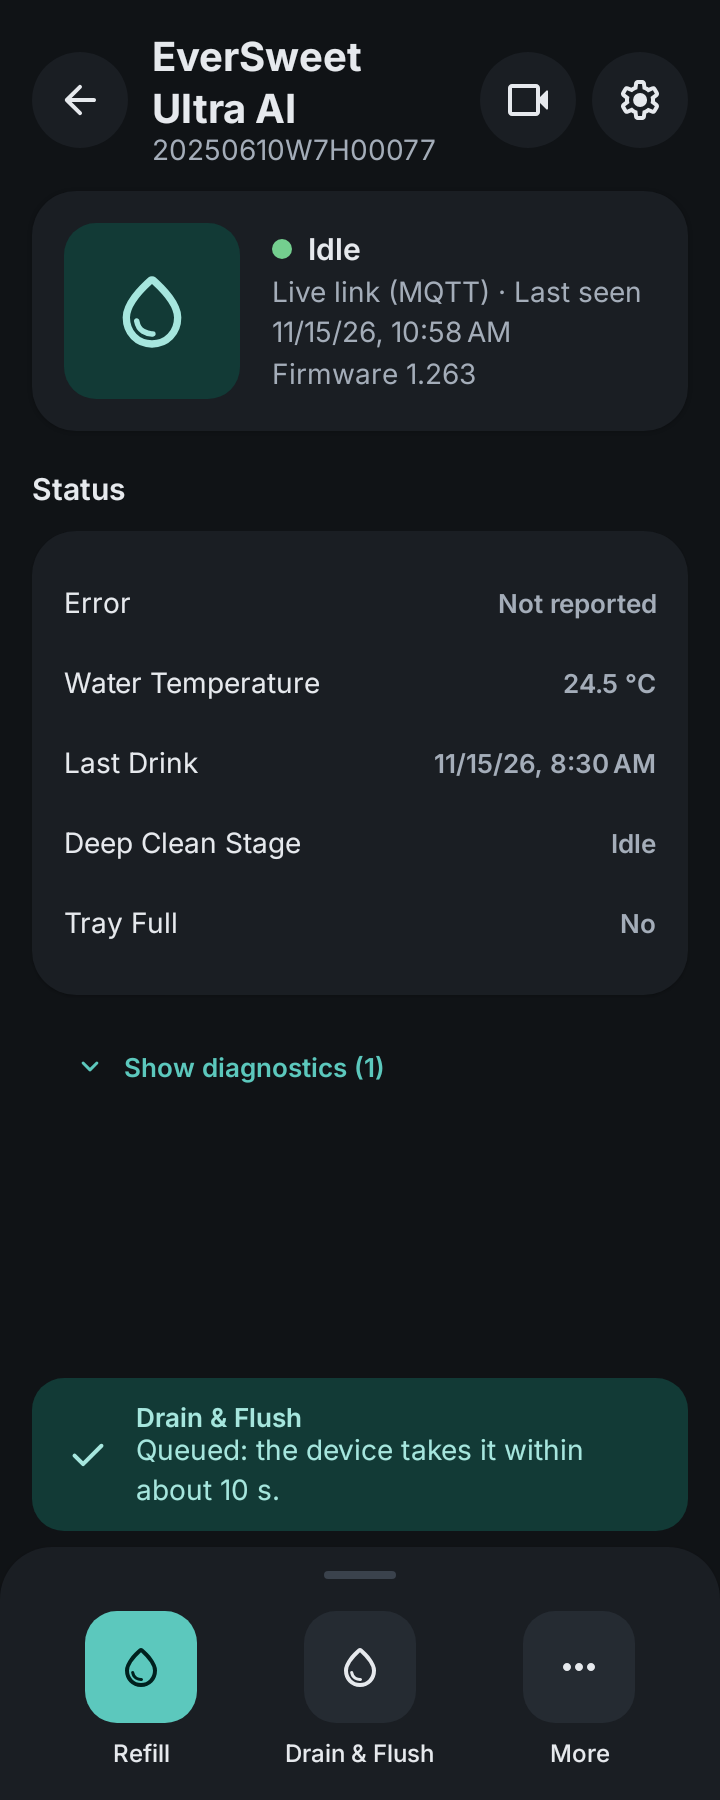 EverSweet
Ultra AI
20250610W7H00077
Idle
Live link (MQTT) · Last seen
11/15/26, 10:58 AM
Firmware 1.263
Status
Error
Not reported
Water Temperature
24.5 °C
Last Drink
11/15/26, 8:30 AM
Deep Clean Stage
Idle
Tray Full
No
Show diagnostics (1)
Drain & Flush
Queued: the device takes it within
about 10 s.
Refill
Drain & Flush
More